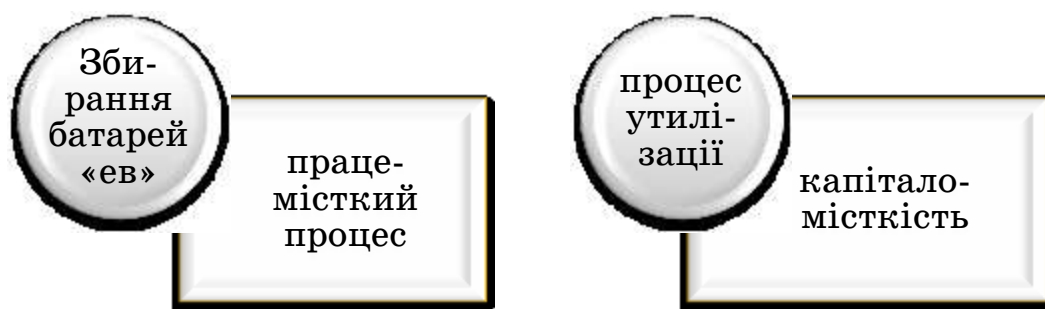 Зби-
рання
батарей
«ев»
праце-
місткий
процес
процес
утилі-
зації
капітало-
місткість